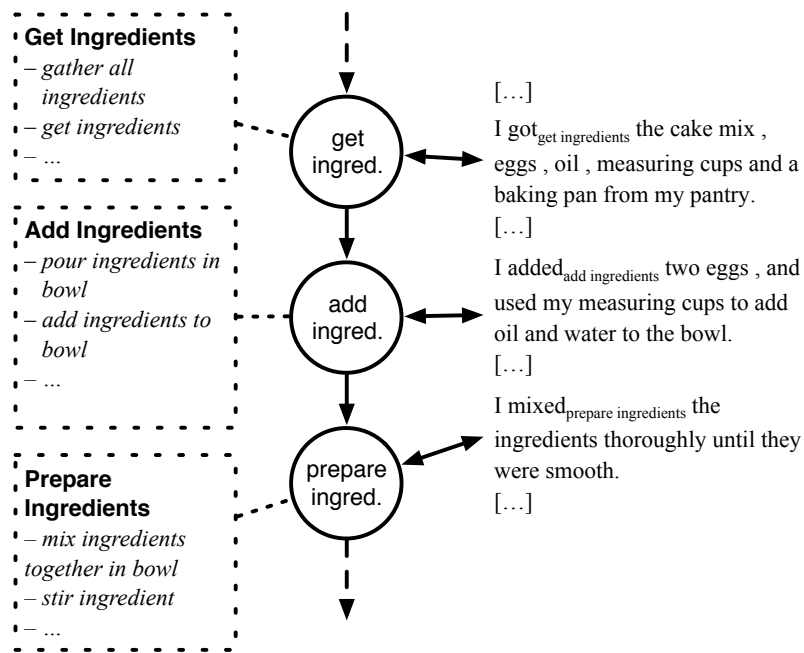 Get Ingredients
– gather all
ingredients
– get ingredients
– ...
Add Ingredients
– pour ingredients in
bowl
– add ingredients to
bowl
– ...
Prepare
Ingredients
– mix ingredients
together in bowl
– stir ingredient
– ...
get
ingred.
add
ingred.
prepare
ingred.
[…]
I got get ingredients the cake mix ,
eggs , oil , measuring cups and a
baking pan from my pantry.
[…]
I added add ingredients two eggs , and
used my measuring cups to add
oil and water to the bowl.
[…]
I mixed prepare ingredients the
ingredients thoroughly until they
were smooth.
[…]